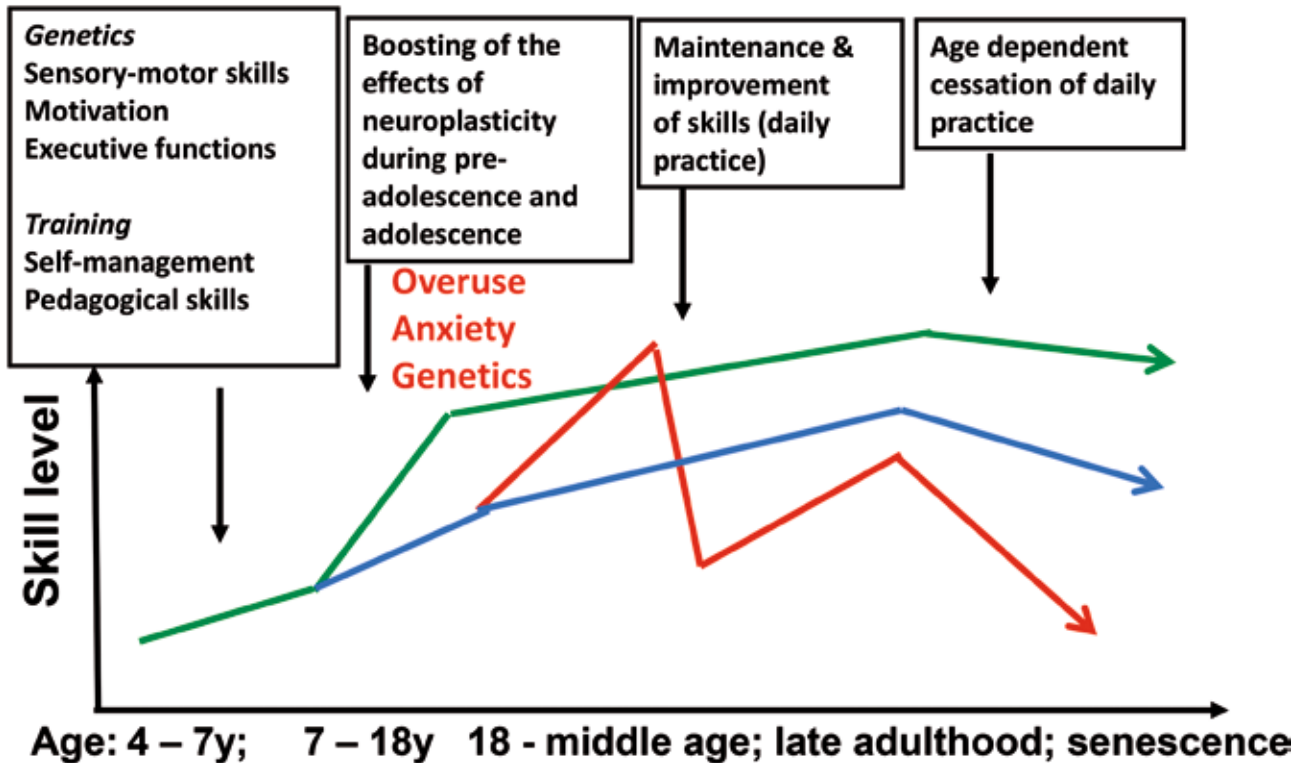 Genetics
Sensory-motor skills
Motivation
Executive functions
Training
Self-management
Pedagogical skills
Boosting of the
effects of
neuroplasticity
during pre-
adolescence and
adolescence
Maintenance &
improvement
of skills (daily
practice)
Age dependent
cessation of daily
practice
Overuse
Anxiety
Genetics
Skill level
Age: 4 – 7y; 7 – 18y 18 - middle age; late adulthood; senescence